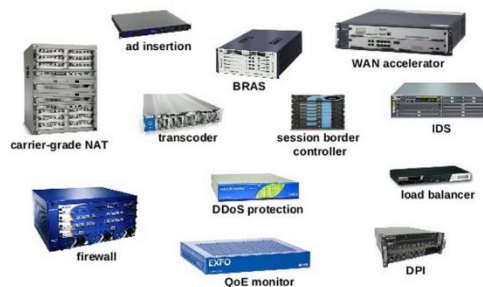 ad insertion
BRAS
WAN accelerator
carrier-grade NAT
transcoder
session border
controller
IDS
DDoS protection
load balancer
firewall
EXFO
QoE monitor
DPI